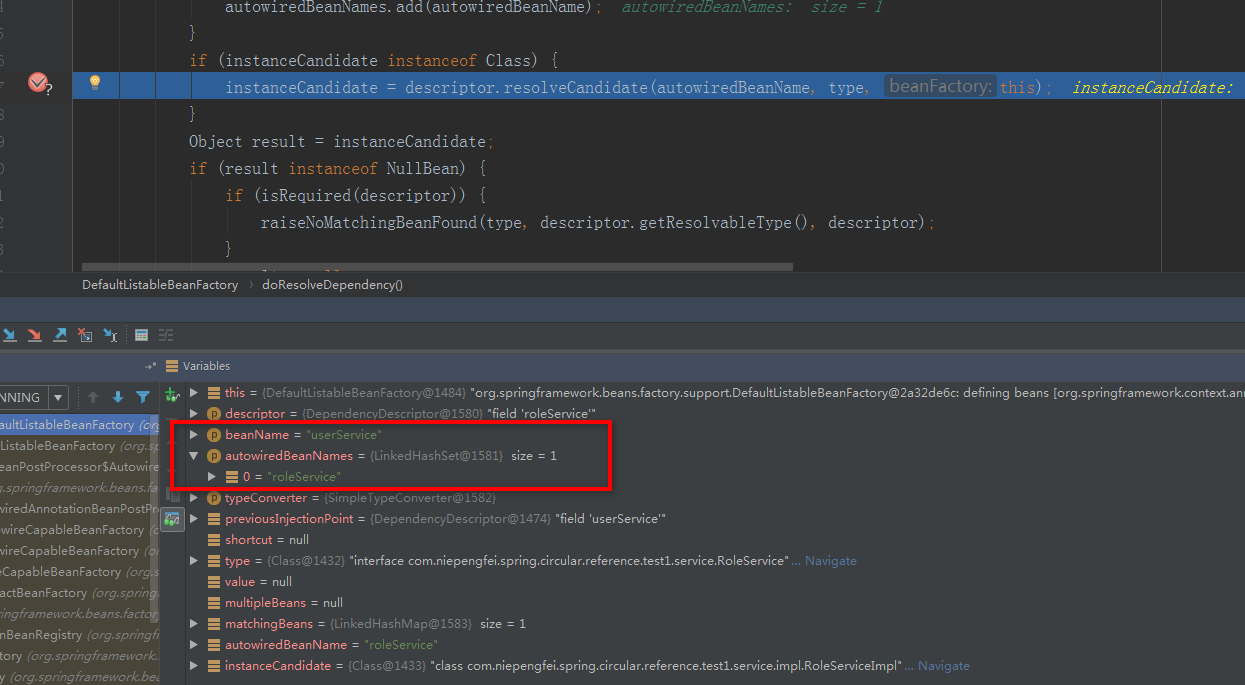 autowiredBeanNames.add(autowiredBeanName); autowiredBeanNames: size = 1
}
if (instanceCandidate instanceof Class) {
instanceCandidate = descriptor.resolveCandidate(autowiredBeanName, type, beanFactory: this); instanceCandidate:
}
Object result = instanceCandidate;
if (result instanceof NullBean) {
if (isRequired(descriptor)) {
raiseNoMatchingBeanFound(type, descriptor.getResolvableType(), descriptor);
}
DefaultListableBeanFactory › doResolveDependency()
Variables
NNING
this = {DefaultListableBeanFactory@1484} "org.springframework.beans.factory.support.DefaultListableBeanFactory@2a32de6c: defining beans [org.springframework.context.ann
descriptor = {DependencyDescriptor@1580} "field 'roleService'"
aultListableBeanFactory (org
beanName = "userService"
ListableBeanFactory (org.sp
autowiredBeanNames = {LinkedHashSet@1581} size = 1
eanPostProcessor$Autowire
0 = "roleService"
rg.springframework.beans.fa
typeConverter = {SimpleTypeConverter@1582}
wiredAnnotationBeanPostPro
previousInjectionPoint = {DependencyDescriptor@1474} "field 'userService'"
wireCapableBeanFactory (o
shortcut = null
wireCapableBeanFactory (org
type = {Class@1432} "interface com.niepengfei.spring.circular.reference.test1.service.RoleService" ... Navigate
eCapableBeanFactory (org.s
value = null
actBeanFactory (org.spring
multipleBeans = null
ringframework.beans.factor
matchingBeans = {LinkedHashMap@1583} size = 1
nBeanRegistry (org.springf
autowiredBeanName = "roleService"
tory (org.springframework.
instanceCandidate = {Class@1433} "class com.niepengfei.spring.circular.reference.test1.service.impl.RoleServiceImpl" ... Navigate
y (org.springframework.bea